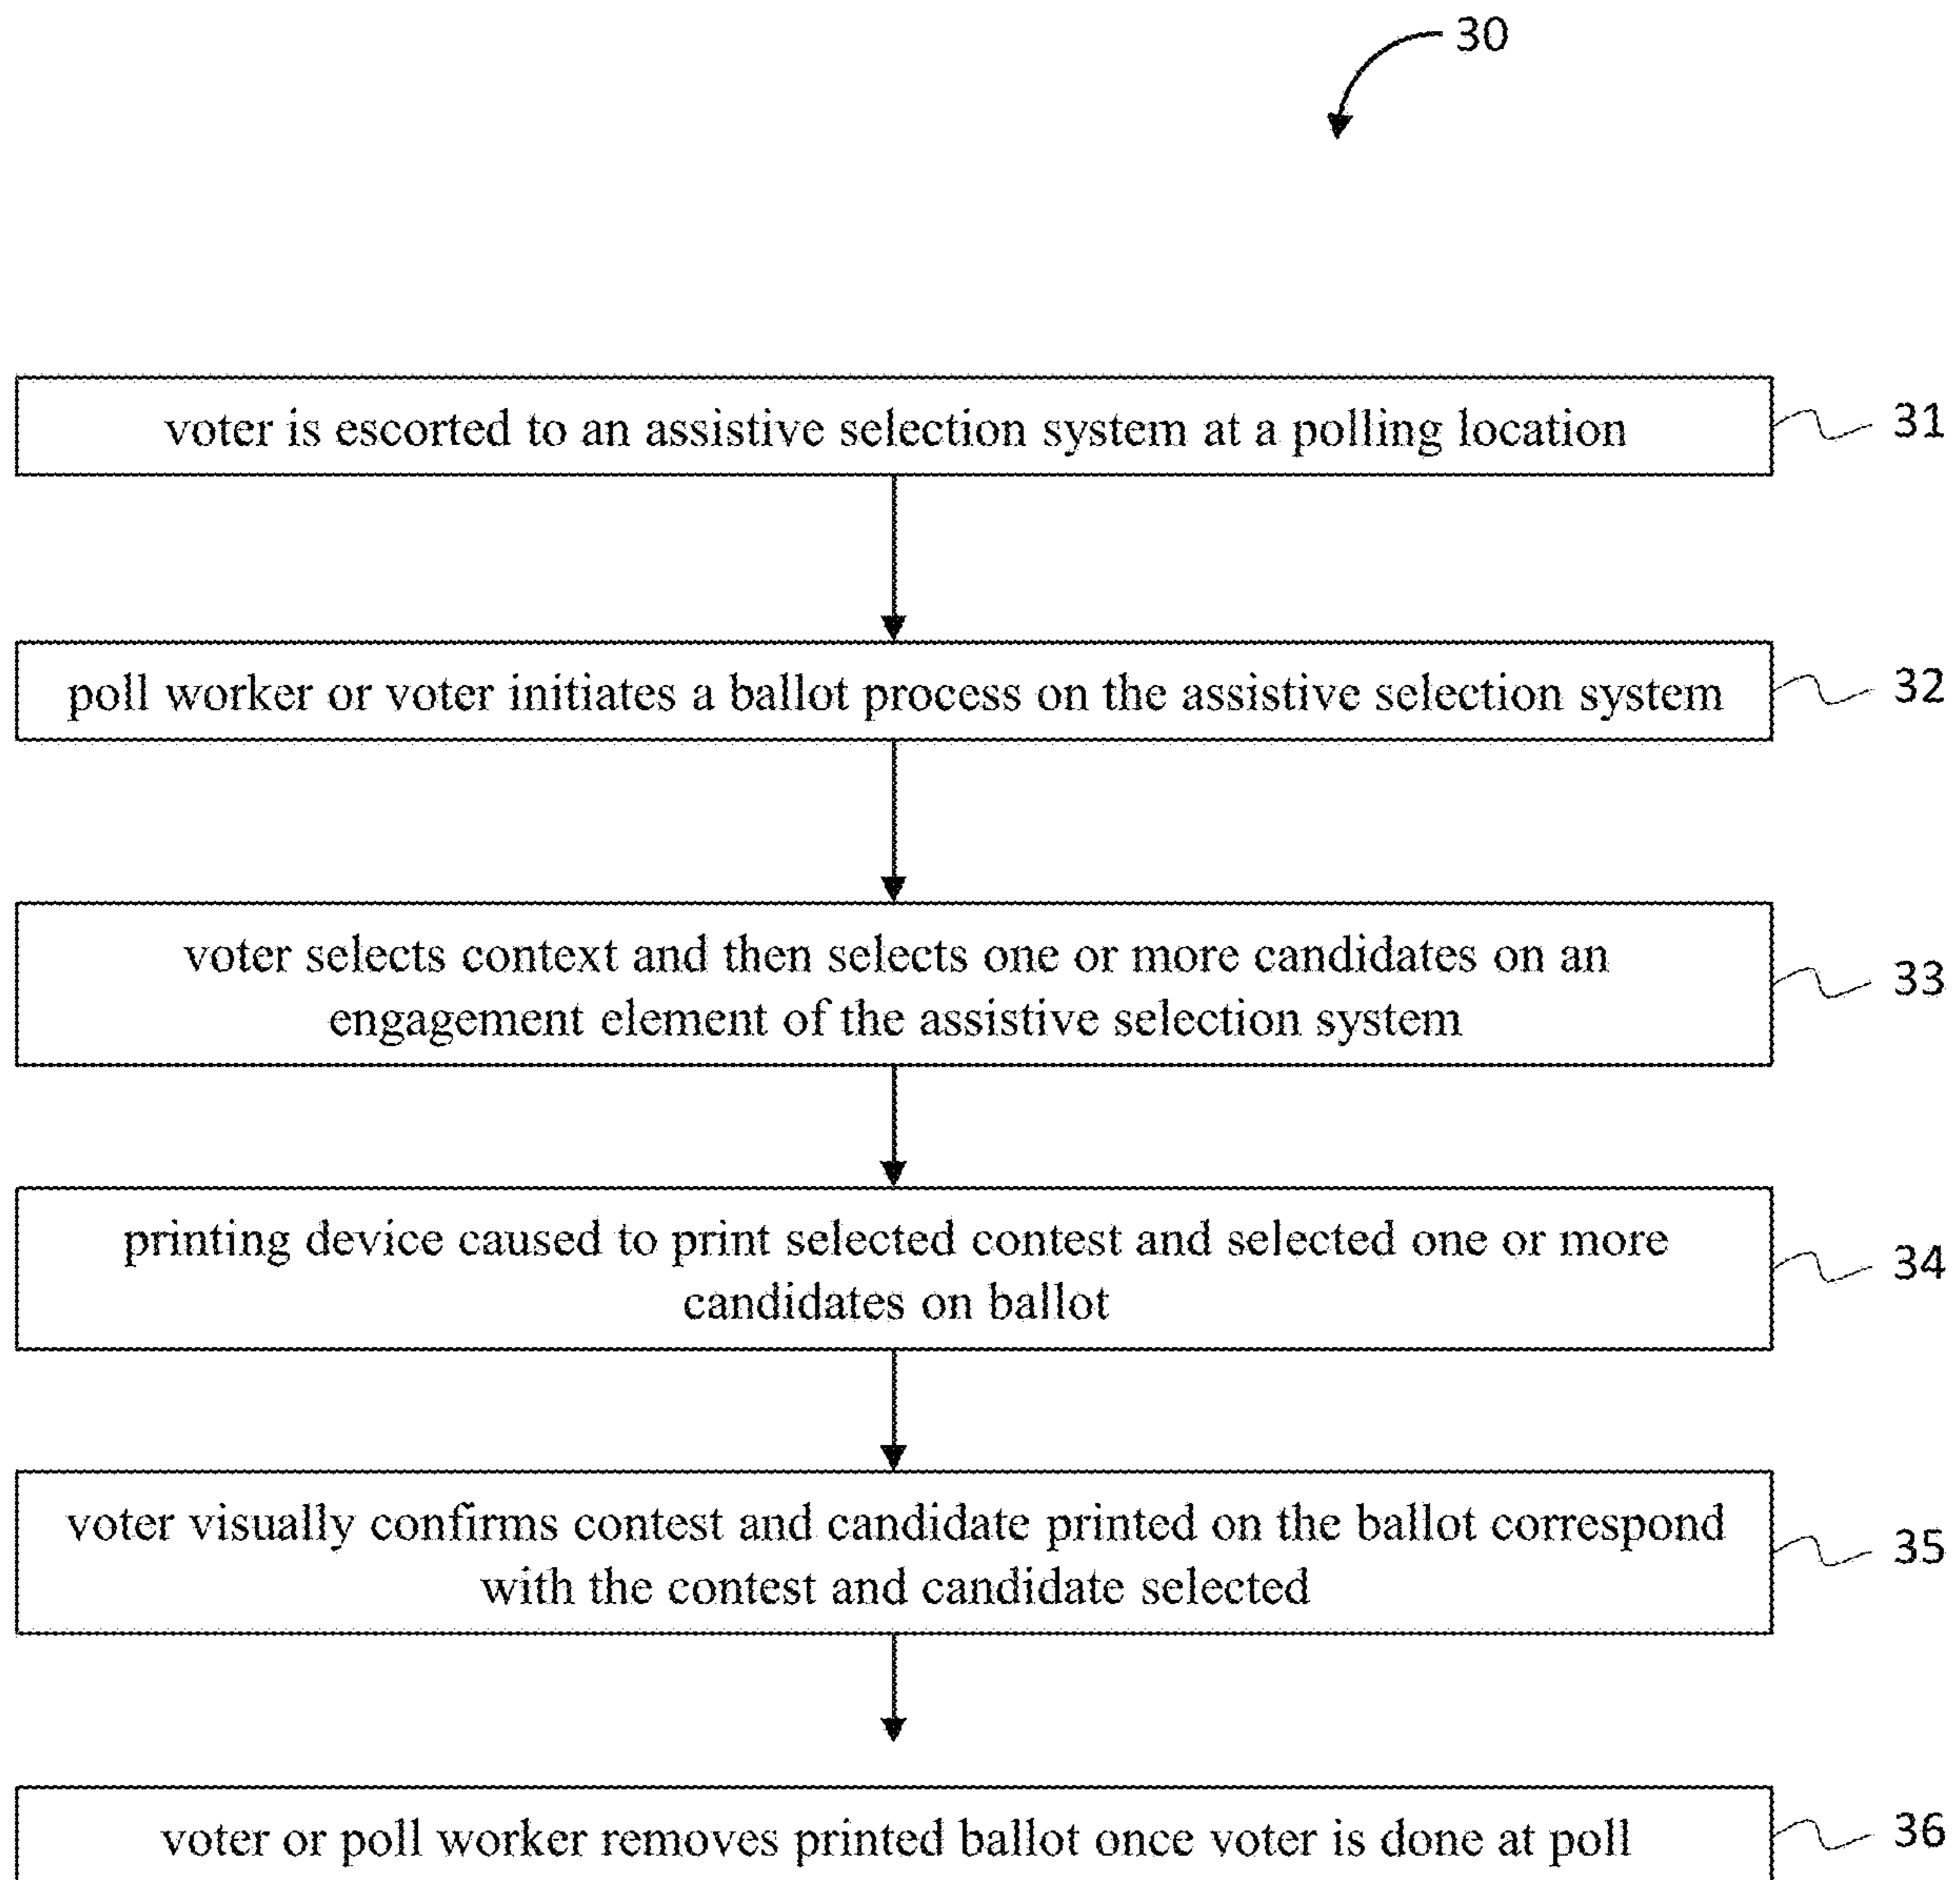 30
voter is escorted to an assistive selection system at a polling location
31
poll worker or voter initiates a ballot process on the assistive selection system
32
voter selects context and then selects one or more candidates on an
engagement element of the assistive selection system
33
printing device caused to print selected contest and selected one or more
candidates on ballot
34
voter visually confirms contest and candidate printed on the ballot correspond
with the contest and candidate selected
35
voter or poll worker removes printed ballot once voter is done at poll
36